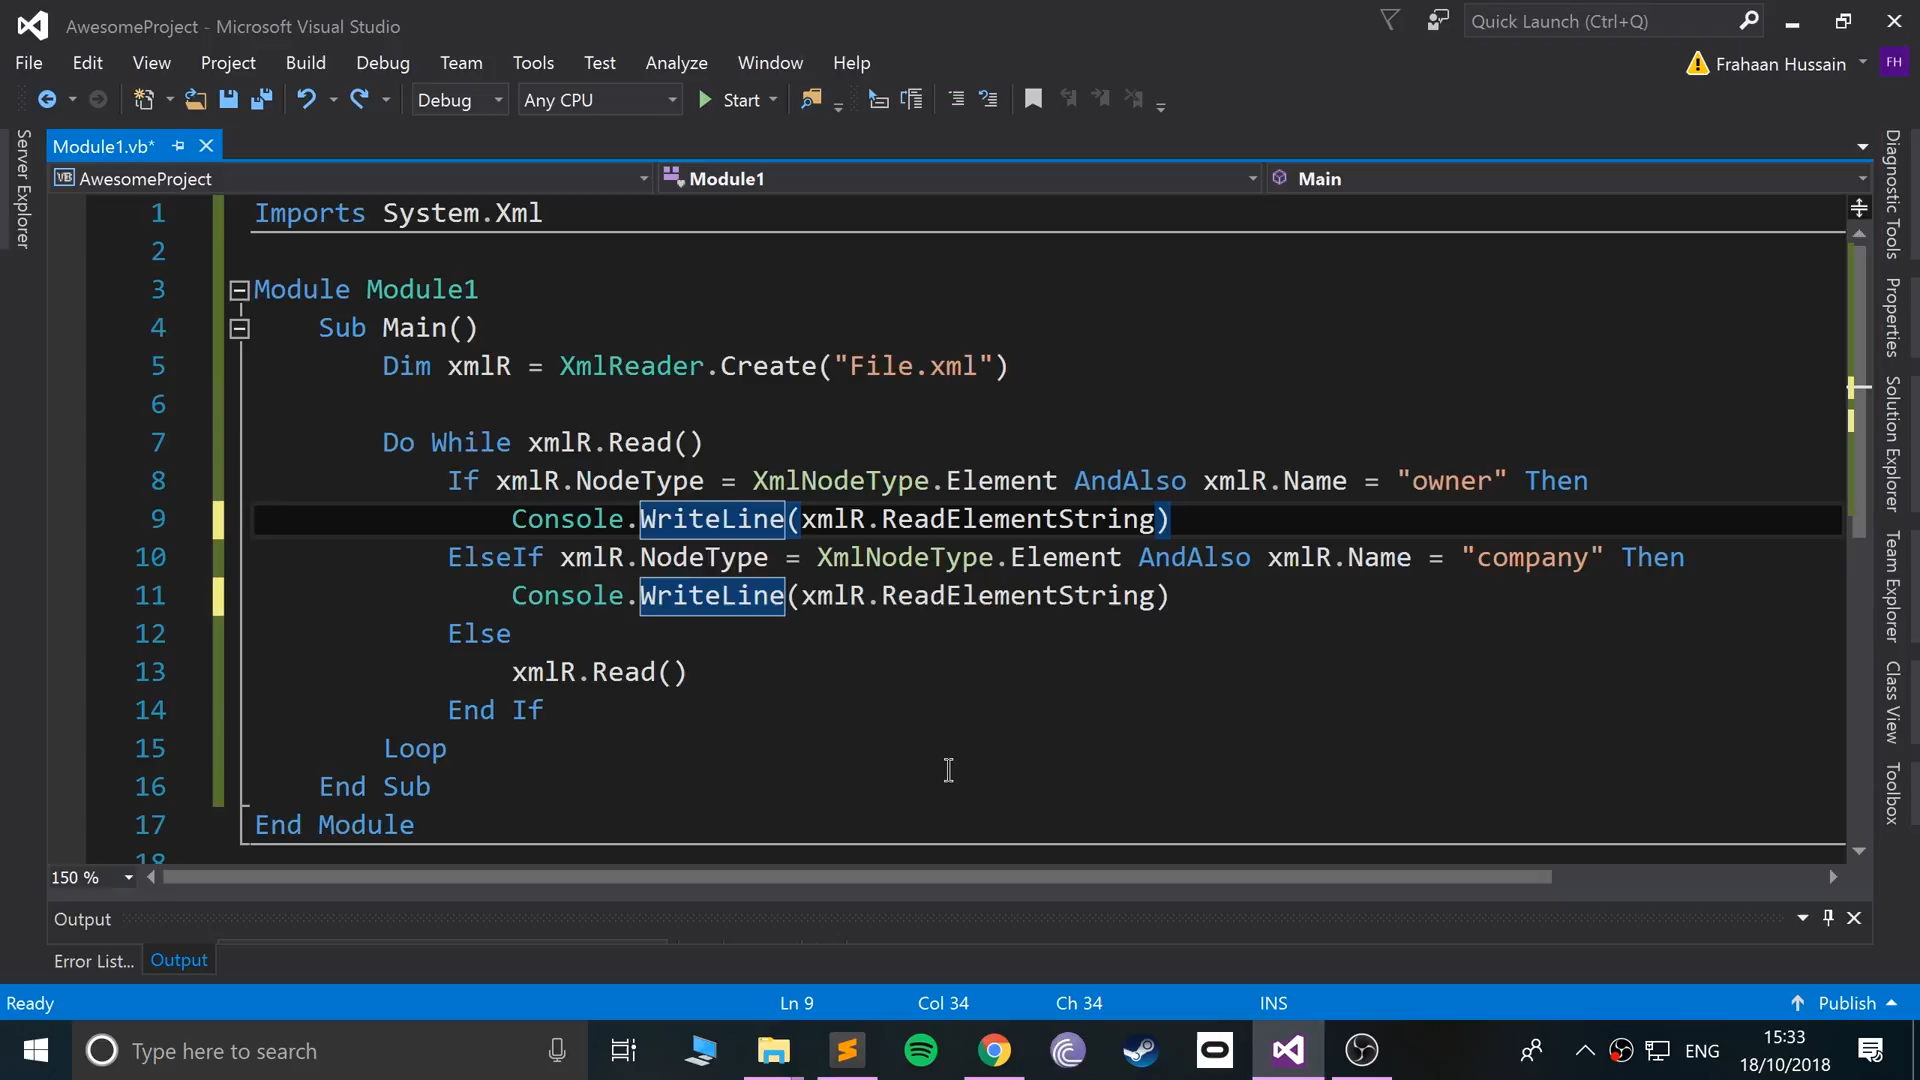 AwesomeProject - Microsoft Visual Studio
Quick Launch (Ctrl+Q)
File Edit View Project Build Debug Team Tools Test Analyze Window Help
Frahaan Hussain
FH
Debug Any CPU Start
Module1.vb*
VB AwesomeProject Module1 Main
1 Imports System.Xml
2
3 Module Module1
4 Sub Main()
5 Dim xmlR = XmlReader.Create("File.xml")
6
7 Do While xmlR.Read()
8 If xmlR.NodeType = XmlNodeType.Element AndAlso xmlR.Name = "owner" Then
9 Console.WriteLine(xmlR.ReadElementString)
10 ElseIf xmlR.NodeType = XmlNodeType.Element AndAlso xmlR.Name = "company" Then
11 Console.WriteLine(xmlR.ReadElementString)
12 Else
13 xmlR.Read()
14 End If
15 Loop
16 End Sub
17 End Module
18
150 %
Output
Error List... Output
Ready Ln 9 Col 34 Ch 34 INS Publish
Type here to search
ENG
15:33
18/10/2018
Server Explorer
Diagnostic Tools
Properties
Solution Explorer
Team Explorer
Class View
Toolbox